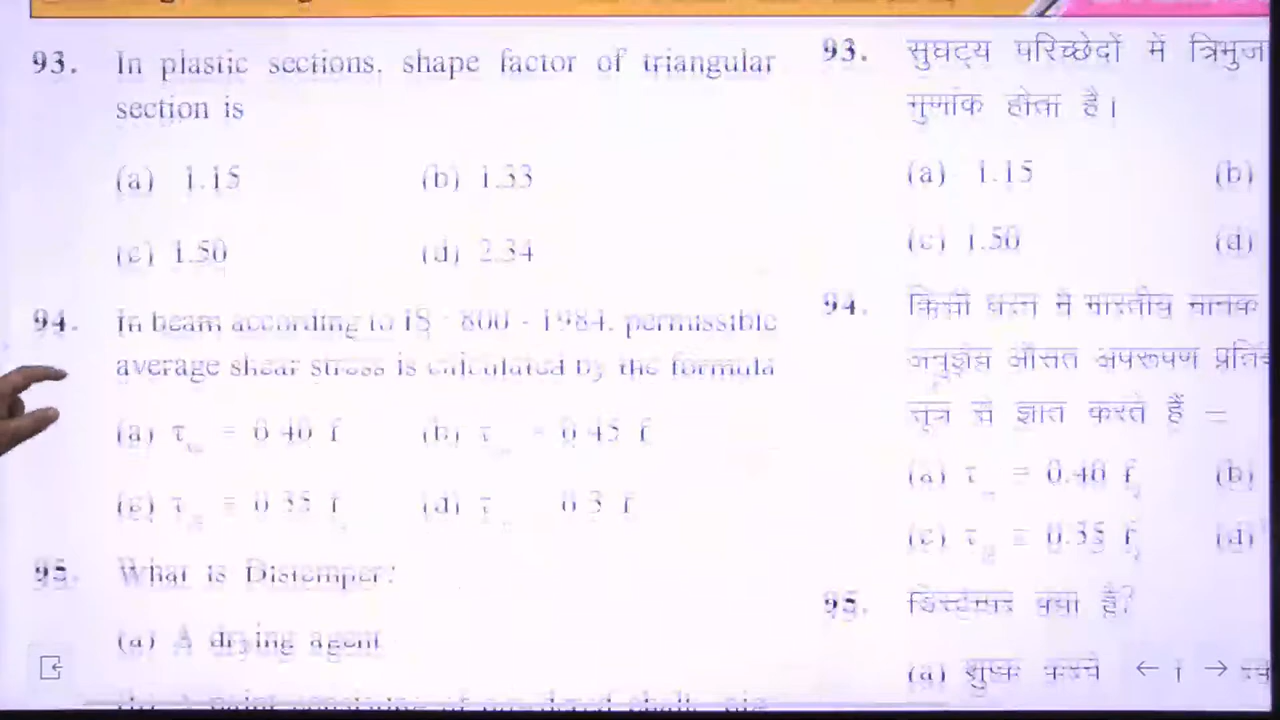 93. In plastic sections, shape factor of triangular
section is
(a) 1.15 (b) 1.33
(c) 1.50 (d) 2.34
94. In beam according to IS : 800 - 1984, permissible
average shear stress is calculated by the formula
(a) τ = 0.40 f (b) τ = 0.45 f
(c) τ = 0.35 f (d) τ 0.3 f
95. What is Distemper?
(a) A drying agent
93. सुघट्य परिच्छेदों में त्रिभुज
गुणांक होता है।
(a) 1.15 (b)
(c) 1.50 (d)
94. किसी धरन में भारतीय मानक
अनुज्ञेय औसत अपरूपण
सूत्र से ज्ञात करते हैं =
(a) τ = 0.40 f (b)
(c) τ = 0.35 f (d)
95. डिस्टेम्पर क्या है?
(a) शुष्क